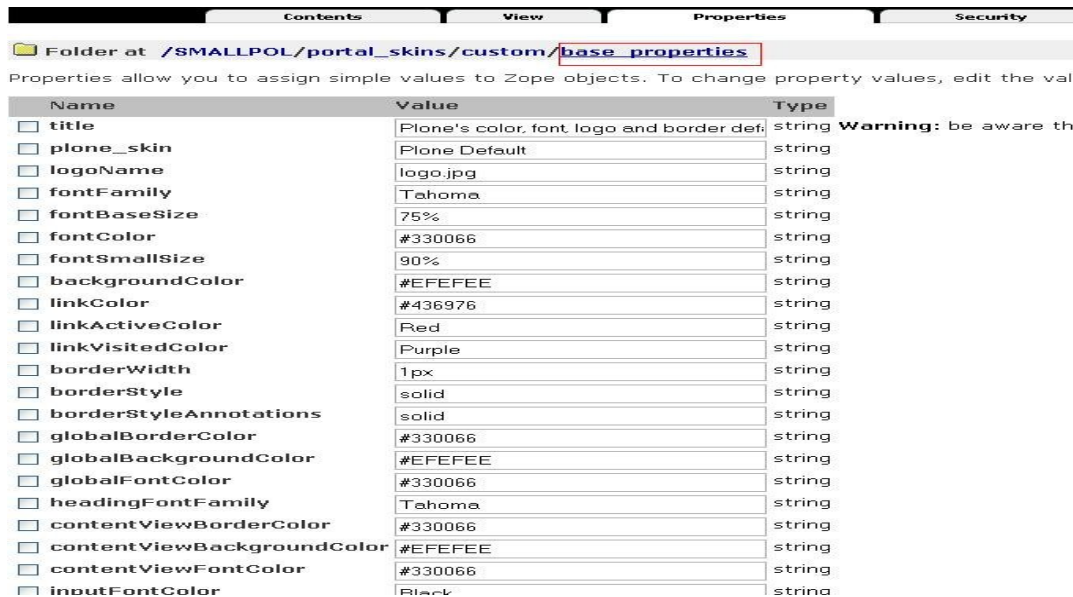 Contents View Properties Security
Folder at /SMALLPOL/portal_skins/custom/base_properties
Properties allow you to assign simple values to Zope objects. To change property values, edit the val
Name Value Type
title Plone's color, font, logo and border def string Warning: be aware th
plone_skin Plone Default string
logoName logo.jpg string
fontFamily Tahoma string
fontBaseSize 75% string
fontColor #330066 string
fontSmallSize 90% string
backgroundColor #EFEFEE string
linkColor #436976 string
linkActiveColor Red string
linkVisitedColor Purple string
borderWidth 1px string
borderStyle solid string
borderStyleAnnotations solid string
globalBorderColor #330066 string
globalBackgroundColor #EFEFEE string
globalFontColor #330066 string
headingFontFamily Tahoma string
contentViewBorderColor #330066 string
contentViewBackgroundColor #EFEFEE string
contentViewFontColor #330066 string
inputFontColor Black string